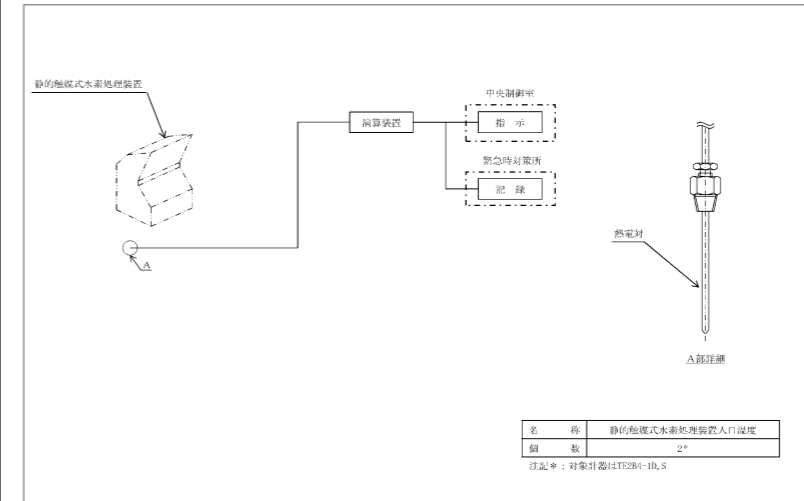 静的触媒式水素処理装置
中央制御室
演算装置
指 示
緊急時対策所
記 録
熱電対
A
A部詳細
名 称 静的触媒式水素処理装置入口温度
個 数 2*
注記*:対象計器はTE2B4-1D,S